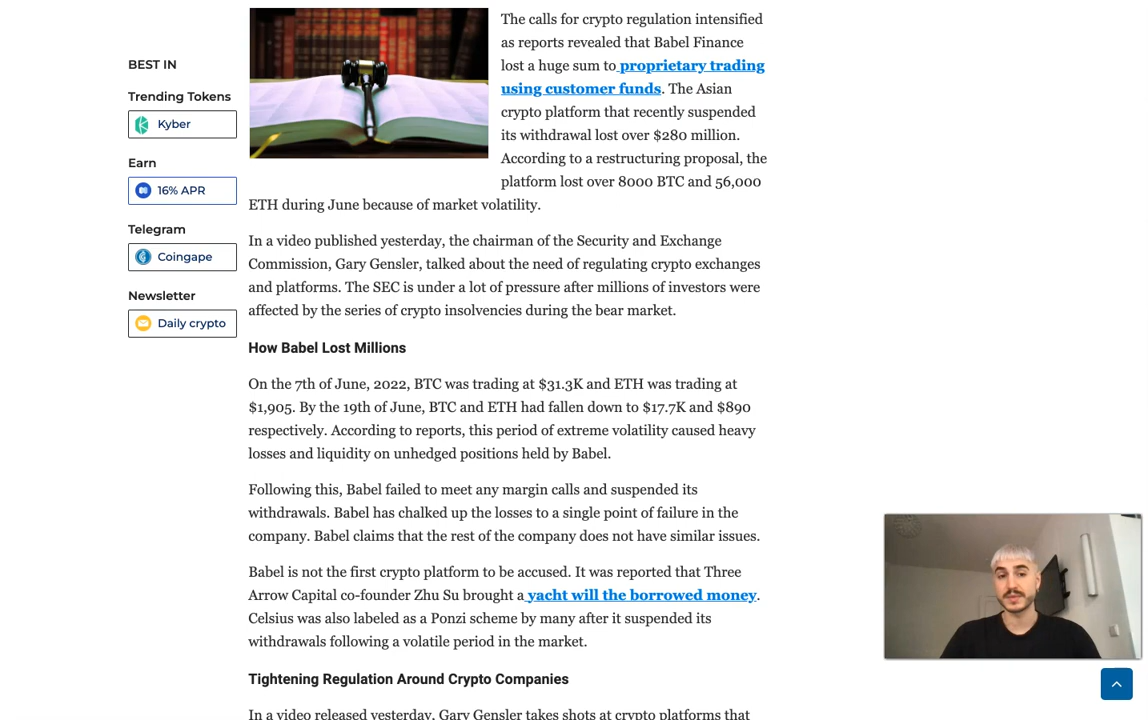 BEST IN
Trending Tokens
Kyber
Earn
16% APR
Telegram
Coingape
Newsletter
Daily crypto
The calls for crypto regulation intensified
as reports revealed that Babel Finance
lost a huge sum to proprietary trading
using customer funds. The Asian
crypto platform that recently suspended
its withdrawal lost over $280 million.
According to a restructuring proposal, the
platform lost over 8000 BTC and 56,000
ETH during June because of market volatility.
In a video published yesterday, the chairman of the Security and Exchange
Commission, Gary Gensler, talked about the need of regulating crypto exchanges
and platforms. The SEC is under a lot of pressure after millions of investors were
affected by the series of crypto insolvencies during the bear market.
How Babel Lost Millions
On the 7th of June, 2022, BTC was trading at $31.3K and ETH was trading at
$1,905. By the 19th of June, BTC and ETH had fallen down to $17.7K and $890
respectively. According to reports, this period of extreme volatility caused heavy
losses and liquidity on unhedged positions held by Babel.
Following this, Babel failed to meet any margin calls and suspended its
withdrawals. Babel has chalked up the losses to a single point of failure in the
company. Babel claims that the rest of the company does not have similar issues.
Babel is not the first crypto platform to be accused. It was reported that Three
Arrow Capital co-founder Zhu Su brought a yacht will the borrowed money.
Celsius was also labeled as a Ponzi scheme by many after it suspended its
withdrawals following a volatile period in the market.
Tightening Regulation Around Crypto Companies
In a video released yesterday, Gary Gensler takes shots at crypto platforms that